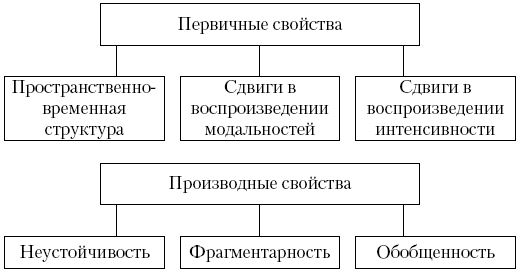 Первичные свойства
Пространственно-
временная
структура
Сдвиги в
воспроизведении
модальностей
Сдвиги в
воспроизведении
интенсивности
Производные свойства
Неустойчивость
Фрагментарность
Обобщенность